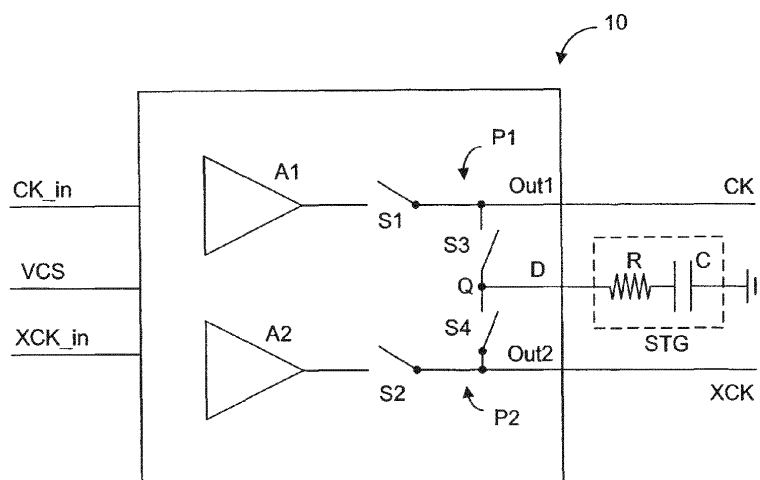 10
P1
A1
CK_in
Out1
CK
S1
S3
R
C
VCS
Q
D
S4
STG
XCK_in
A2
Out2
S2
XCK
P2